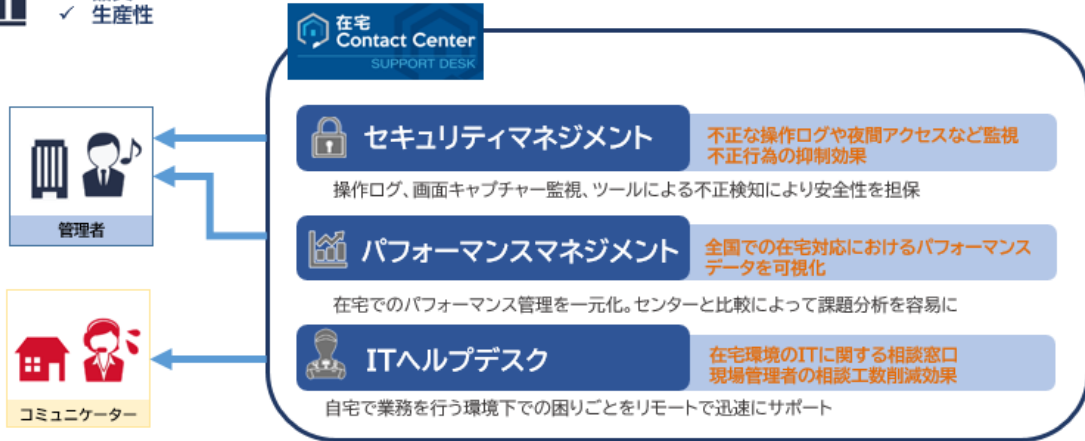 ✓ 生産性
在宅
Contact Center
SUPPORT DESK
セキュリティマネジメント
不正な操作ログや夜間アクセスなど監視
不正行為の抑制効果
操作ログ、画面キャプチャー監視、ツールによる不正検知により安全性を担保
管理者
パフォーマンスマネジメント
全国での在宅対応におけるパフォーマンス
データを可視化
在宅でのパフォーマンス管理を一元化。センターと比較によって課題分析を容易に
ITヘルプデスク
在宅環境のITに関する相談窓口
現場管理者の相談工数削減効果
自宅で業務を行う環境下での困りごとをリモートで迅速にサポート
コミュニケーター